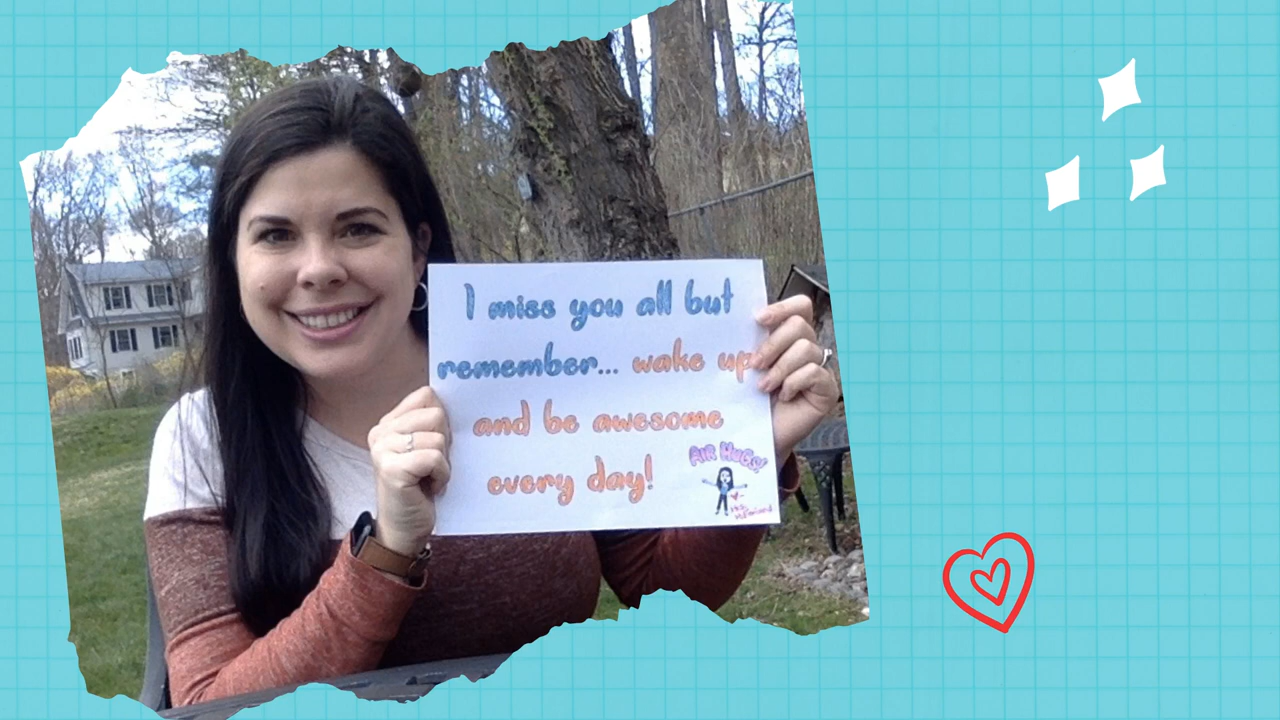 I miss you all but
remember... wake up
and be awesome
every day!
AIR HUGS!